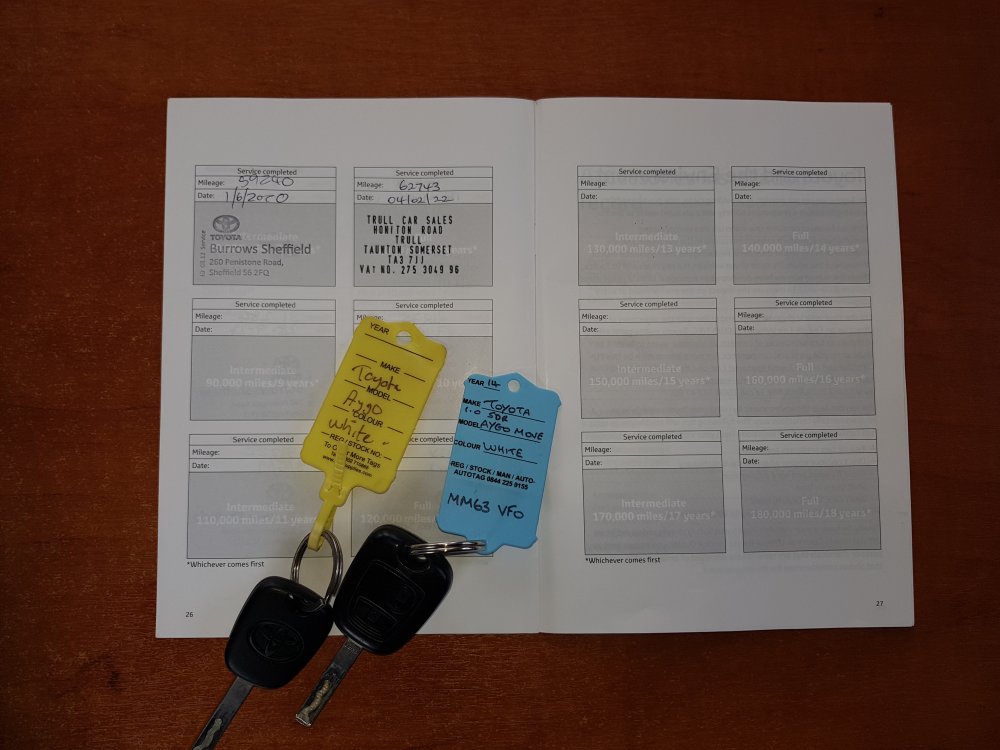 Service completed
Mileage: 59240
Date: 1/6/2020
TOYOTA
Burrows Sheffield
260 Penistone Road,
Sheffield S6 2FQ
Service completed
Mileage: 62743
Date: 04/02/22
TRULL CAR SALES
HONITON ROAD
TRULL
TAUNTON SOMERSET
TA3 7JJ
VAT NO. 275 3049 96
Service completed
Mileage:
Date:
Intermediate
90,000 miles/9 years*
Service completed
Service completed
Mileage:
Date:
Intermediate
110,000 miles/11 years*
Full
120,000
*Whichever comes first
26
YEAR
MAKE
Toyota
MODEL
Aygo
COLOUR
White
REG / STOCK NO:
More Tags
YEAR 14
MAKE TOYOTA
1.0 5DR
MODEL AYGO MOVE
COLOUR WHITE
REG / STOCK / MAN / AUTO-
AUTOTAG 0844 225 0155
MM63 VFO
Service completed
Mileage:
Date:
Intermediate
130,000 miles/13 years*
Service completed
Mileage:
Date:
Full
140,000 miles/14 years*
Service completed
Mileage:
Date:
Intermediate
150,000 miles/15 years*
Service completed
Mileage:
Date:
Full
160,000 miles/16 years*
Service completed
Mileage:
Date:
Intermediate
170,000 miles/17 years*
Service completed
Mileage:
Date:
Full
180,000 miles/18 years*
*Whichever comes first
27